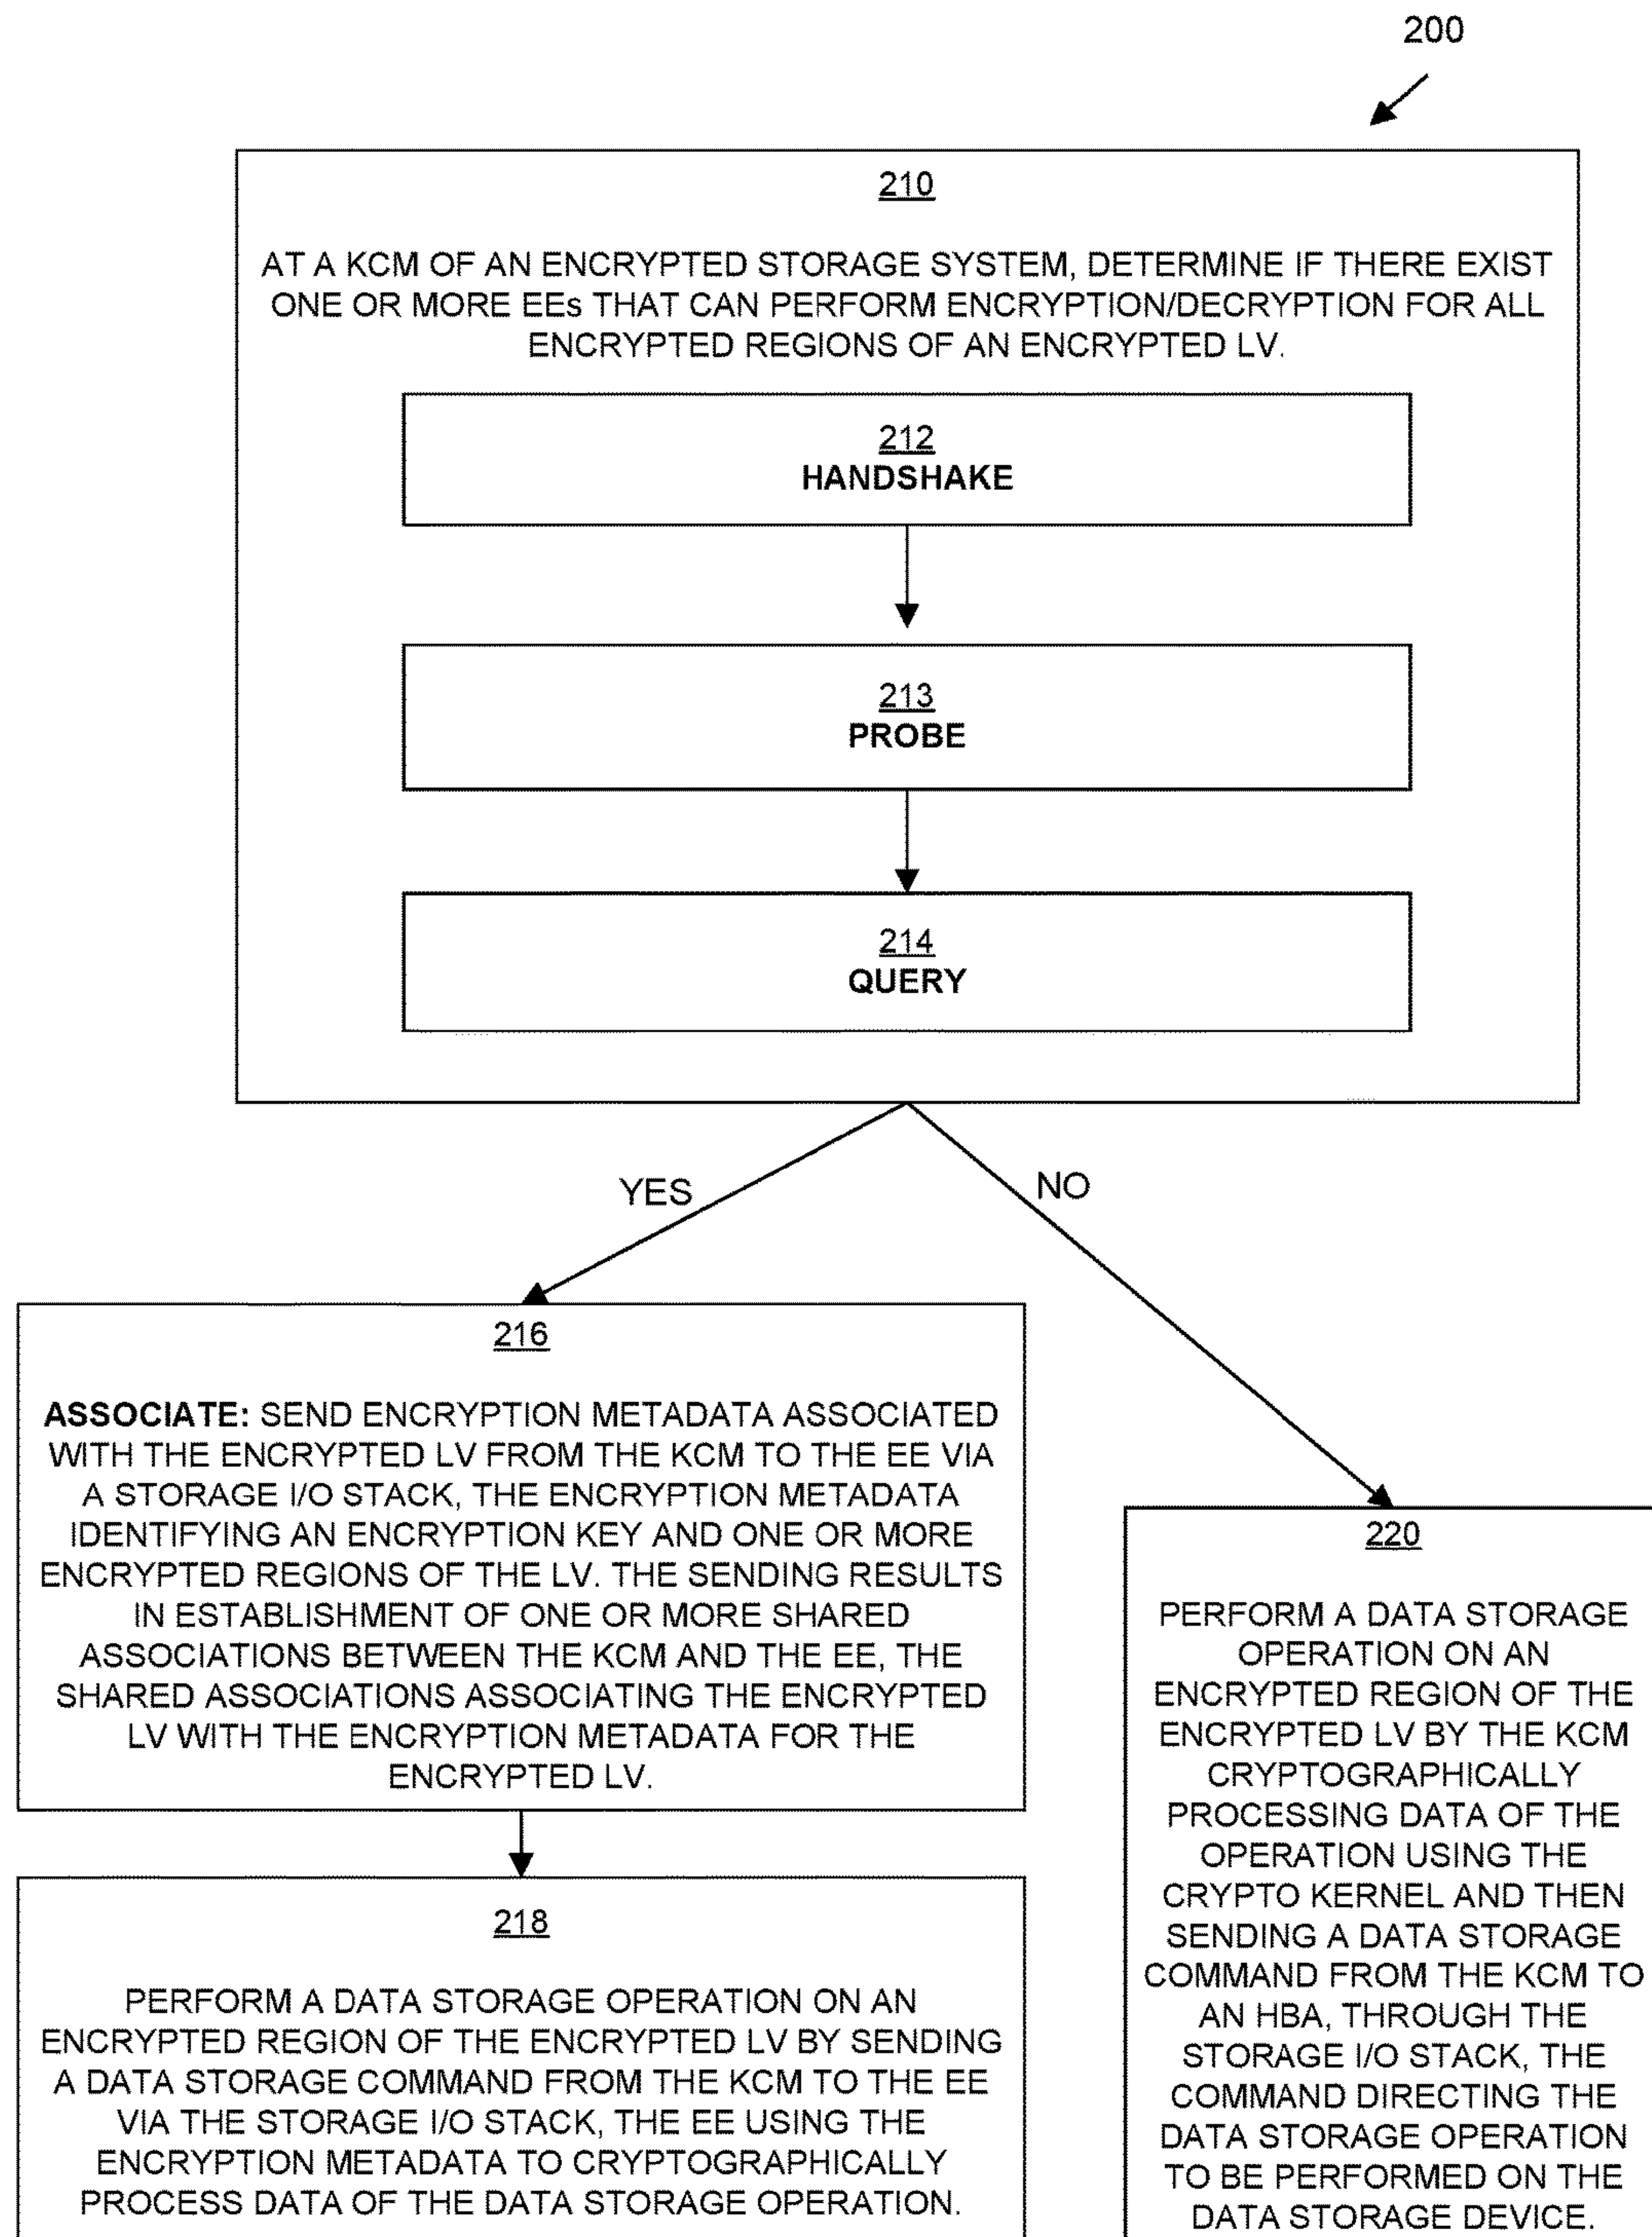 200
210
AT A KCM OF AN ENCRYPTED STORAGE SYSTEM, DETERMINE IF THERE EXIST
ONE OR MORE EEs THAT CAN PERFORM ENCRYPTION/DECRYPTION FOR ALL
ENCRYPTED REGIONS OF AN ENCRYPTED LV.
212
HANDSHAKE
213
PROBE
214
QUERY
YES
NO
216
ASSOCIATE: SEND ENCRYPTION METADATA ASSOCIATED
WITH THE ENCRYPTED LV FROM THE KCM TO THE EE VIA
A STORAGE I/O STACK, THE ENCRYPTION METADATA
IDENTIFYING AN ENCRYPTION KEY AND ONE OR MORE
ENCRYPTED REGIONS OF THE LV. THE SENDING RESULTS
IN ESTABLISHMENT OF ONE OR MORE SHARED
ASSOCIATIONS BETWEEN THE KCM AND THE EE, THE
SHARED ASSOCIATIONS ASSOCIATING THE ENCRYPTED
LV WITH THE ENCRYPTION METADATA FOR THE
ENCRYPTED LV.
218
PERFORM A DATA STORAGE OPERATION ON AN
ENCRYPTED REGION OF THE ENCRYPTED LV BY SENDING
A DATA STORAGE COMMAND FROM THE KCM TO THE EE
VIA THE STORAGE I/O STACK, THE EE USING THE
ENCRYPTION METADATA TO CRYPTOGRAPHICALLY
PROCESS DATA OF THE DATA STORAGE OPERATION.
220
PERFORM A DATA STORAGE
OPERATION ON AN
ENCRYPTED REGION OF THE
ENCRYPTED LV BY THE KCM
CRYPTOGRAPHICALLY
PROCESSING DATA OF THE
OPERATION USING THE
CRYPTO KERNEL AND THEN
SENDING A DATA STORAGE
COMMAND FROM THE KCM TO
AN HBA, THROUGH THE
STORAGE I/O STACK, THE
COMMAND DIRECTING THE
DATA STORAGE OPERATION
TO BE PERFORMED ON THE
DATA STORAGE DEVICE.